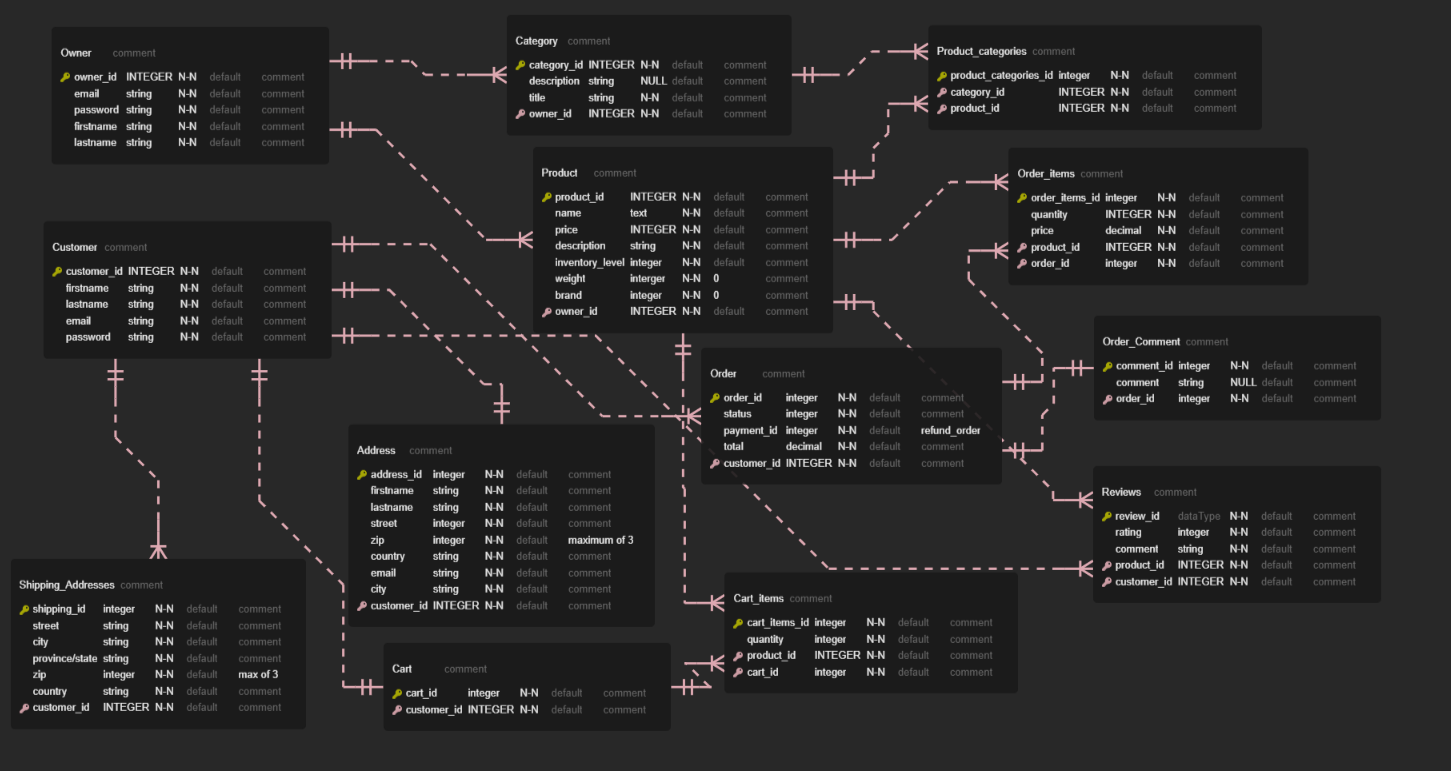 Owner comment
owner_id INTEGER N-N default comment
email string N-N default comment
password string N-N default comment
firstname string N-N default comment
lastname string N-N default comment
Category comment
category_id INTEGER N-N default comment
description string NULL default comment
title string N-N default comment
owner_id INTEGER N-N default comment
Product_categories comment
product_categories_id integer N-N default comment
category_id INTEGER N-N default comment
product_id INTEGER N-N default comment
Product comment
product_id INTEGER N-N default comment
name text N-N default comment
price INTEGER N-N default comment
description string N-N default comment
inventory_level integer N-N default comment
weight interger N-N 0 comment
brand integer N-N 0 comment
owner_id INTEGER N-N default comment
Order_items comment
order_items_id integer N-N default comment
quantity INTEGER N-N default comment
price decimal N-N default comment
product_id INTEGER N-N default comment
order_id integer N-N default comment
Customer comment
customer_id INTEGER N-N default comment
firstname string N-N default comment
lastname string N-N default comment
email string N-N default comment
password string N-N default comment
Order_Comment comment
comment_id integer N-N default comment
comment string NULL default comment
order_id integer N-N default comment
Order comment
order_id integer N-N default comment
status integer N-N default comment
payment_id integer N-N default refund_order
total decimal N-N default comment
customer_id INTEGER N-N default comment
Address comment
address_id integer N-N default comment
firstname string N-N default comment
lastname string N-N default comment
street integer N-N default comment
zip integer N-N default maximum of 3
country string N-N default comment
email string N-N default comment
city string N-N default comment
customer_id INTEGER N-N default comment
Reviews comment
review_id dataType N-N default comment
rating integer N-N default comment
comment string N-N default comment
product_id INTEGER N-N default comment
customer_id INTEGER N-N default comment
Shipping_Addresses comment
shipping_id integer N-N default comment
street string N-N default comment
city string N-N default comment
province/state string N-N default comment
zip integer N-N default max of 3
country string N-N default comment
customer_id INTEGER N-N default comment
Cart_items comment
cart_items_id integer N-N default comment
quantity integer N-N default comment
product_id INTEGER N-N default comment
cart_id integer N-N default comment
Cart comment
cart_id integer N-N default comment
customer_id INTEGER N-N default comment